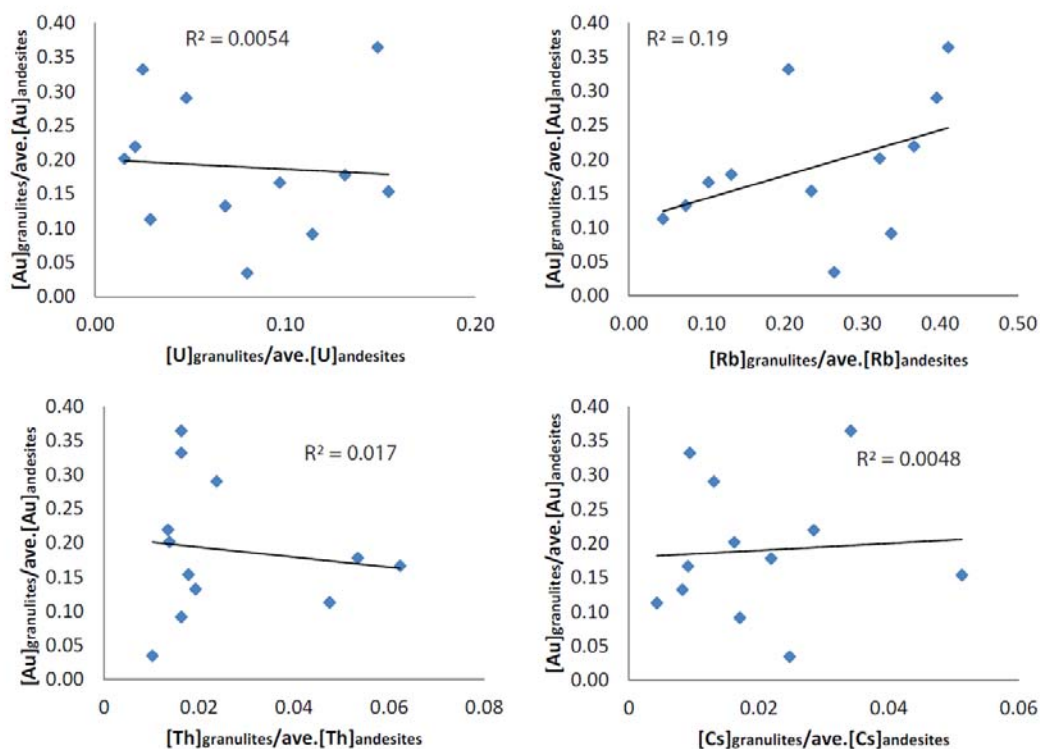 0.40
0.35
0.30
0.25
0.20
0.15
0.10
0.05
0.00
[Au]granulites/ave.[Au]andesites
R² = 0.0054
0.00 0.10 0.20
[U]granulites/ave.[U]andesites
0.40
0.35
0.30
0.25
0.20
0.15
0.10
0.05
0.00
[Au]granulites/ave.[Au]andesites
R² = 0.19
0.00 0.10 0.20 0.30 0.40 0.50
[Rb]granulites/ave.[Rb]andesites
0.40
0.35
0.30
0.25
0.20
0.15
0.10
0.05
0.00
[Au]granulites/ave.[Au]andesites
R² = 0.017
0 0.02 0.04 0.06 0.08
[Th]granulites/ave.[Th]andesites
0.40
0.35
0.30
0.25
0.20
0.15
0.10
0.05
0.00
[Au]granulites/ave.[Au]andesites
R² = 0.0048
0 0.02 0.04 0.06
[Cs]granulites/ave.[Cs]andesites